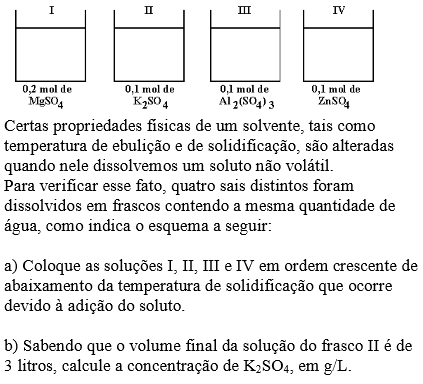 I II III IV
0,2 mol de 0,1 mol de 0,1 mol de 0,1 mol de
MgSO₄ K₂SO₄ Al₂(SO₄)₃ ZnSO₄
Certas propriedades físicas de um solvente, tais como
temperatura de ebulição e de solidificação, são alteradas
quando nele dissolvemos um soluto não volátil.
Para verificar esse fato, quatro sais distintos foram
dissolvidos em frascos contendo a mesma quantidade de
água, como indica o esquema a seguir:
a) Coloque as soluções I, II, III e IV em ordem crescente de
abaixamento da temperatura de solidificação que ocorre
devido à adição do soluto.
b) Sabendo que o volume final da solução do frasco II é de
3 litros, calcule a concentração de K₂SO₄, em g/L.